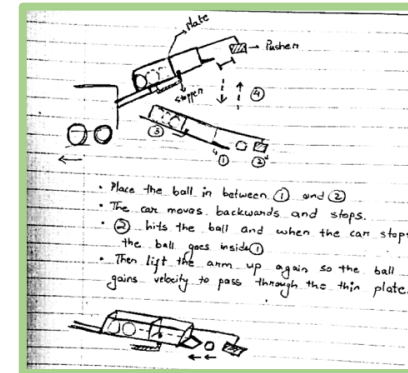 plate
Pusher
stopper
④
③
①
②
• Place the ball in between ① and ②
• The car moves backwards and stops.
• ② hits the ball and when the car stops
the ball goes inside ①
• Then lift the arm up again so the ball
gains velocity to pass through the thin plate.